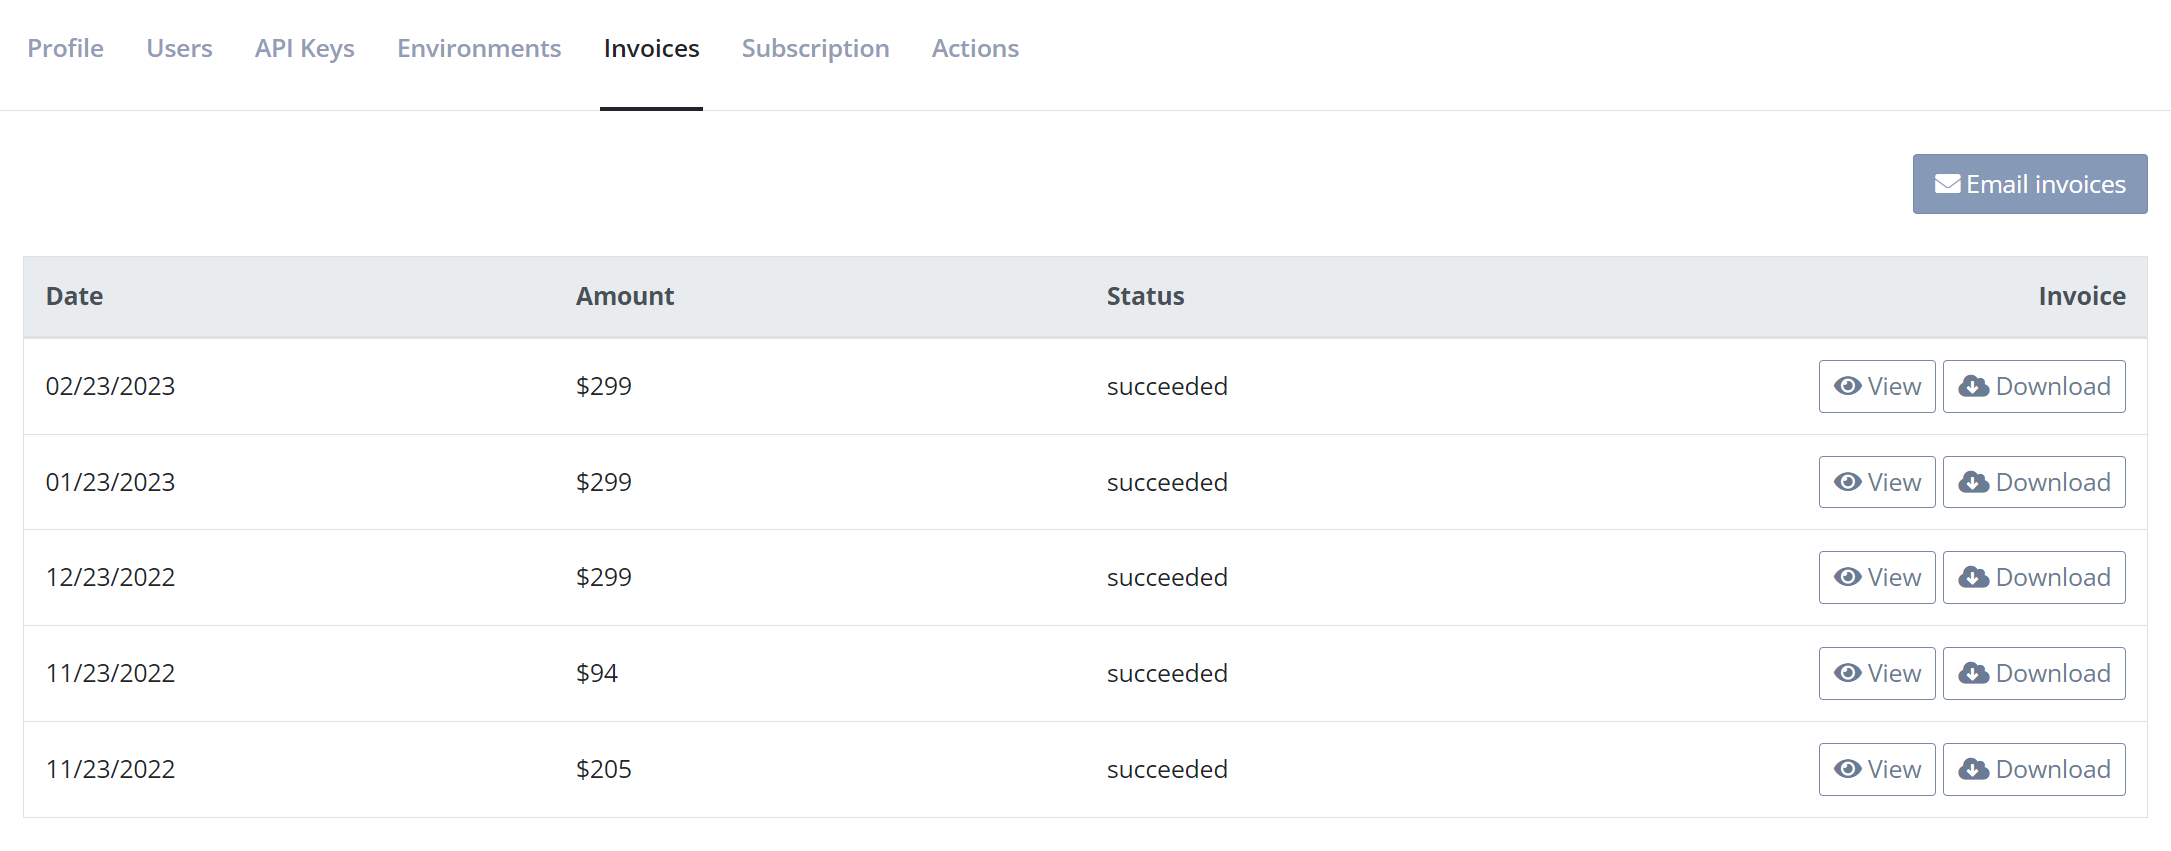 Profile Users API Keys Environments Invoices Subscription Actions
Email invoices
Date Amount Status Invoice
02/23/2023 $299 succeeded View Download
01/23/2023 $299 succeeded View Download
12/23/2022 $299 succeeded View Download
11/23/2022 $94 succeeded View Download
11/23/2022 $205 succeeded View Download